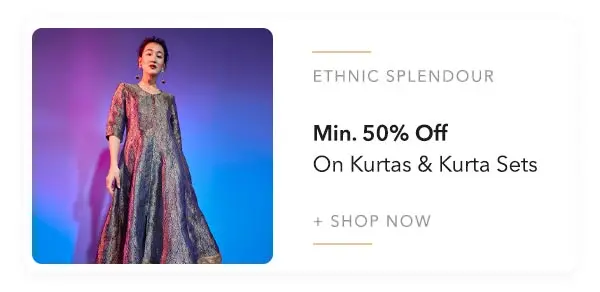 ETHNIC SPLENDOUR
Min. 50% Off
On Kurtas & Kurta Sets
+ SHOP NOW